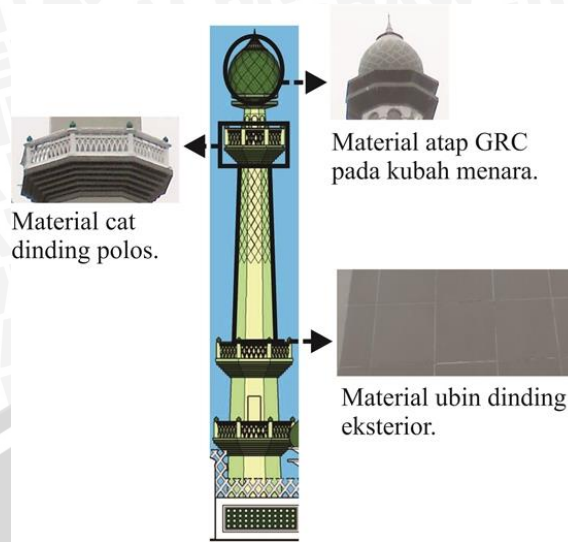 Material atap GRC
pada kubah menara.
Material cat
dinding polos.
Material ubin dinding
eksterior.